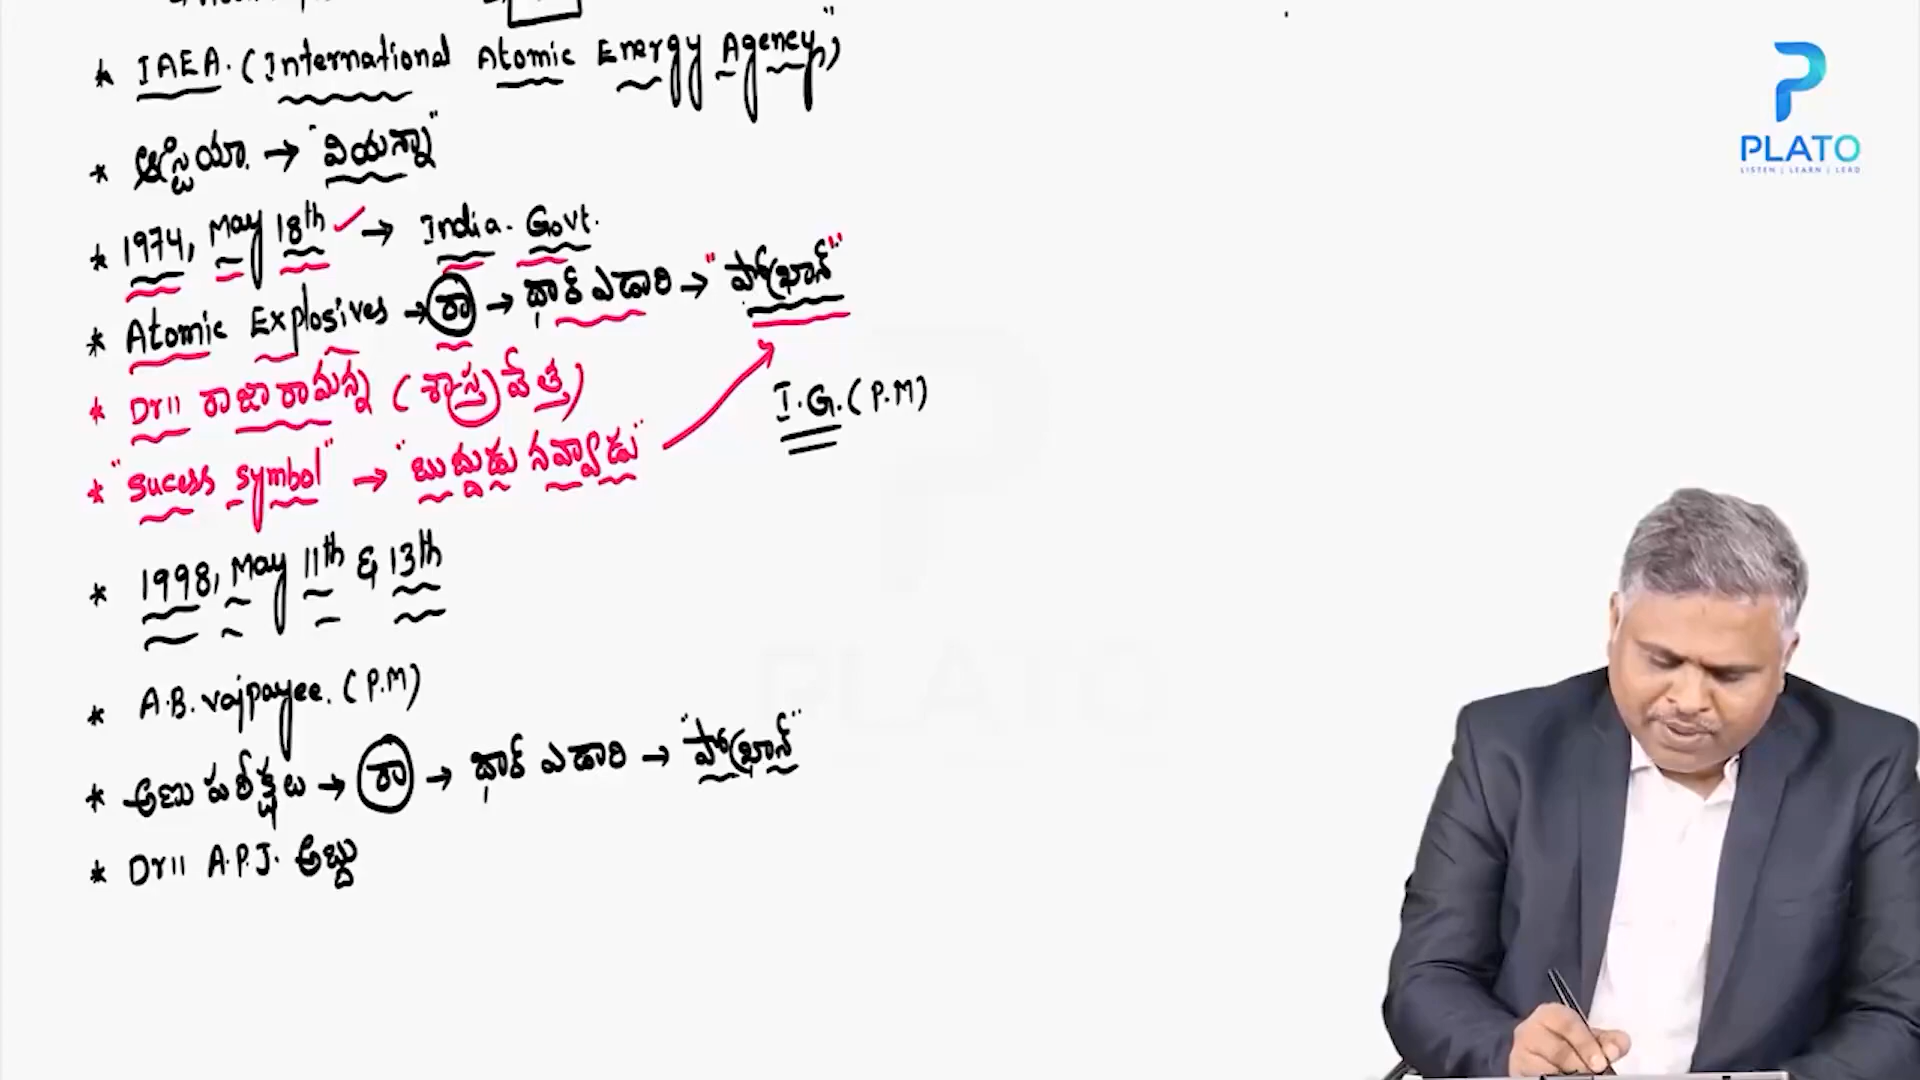 * IAEA. (International Atomic Energy Agency)
* ఆస్ట్రియా. → "వియన్నా"
* 1974, May 18th ✓ → India. Govt.
* Atomic Explosives → రా → థార్ ఎడారి → "పోఖ్రాన్"
* Dr|| రాజా రామన్న (శాస్త్రవేత్త)
I.G. (P.M)
* "Sucess symbol" → "బుద్ధుడు నవ్వాడు"
* 1998, May 11th & 13th
* A.B. vajpayee. (P.M)
* అణు పరీక్షలు → రా → థార్ ఎడారి → "పోఖ్రాన్"
* Dr|| A.P.J. అబ్దు
PLATO
LISTEN | LEARN | LEAD
PLATO